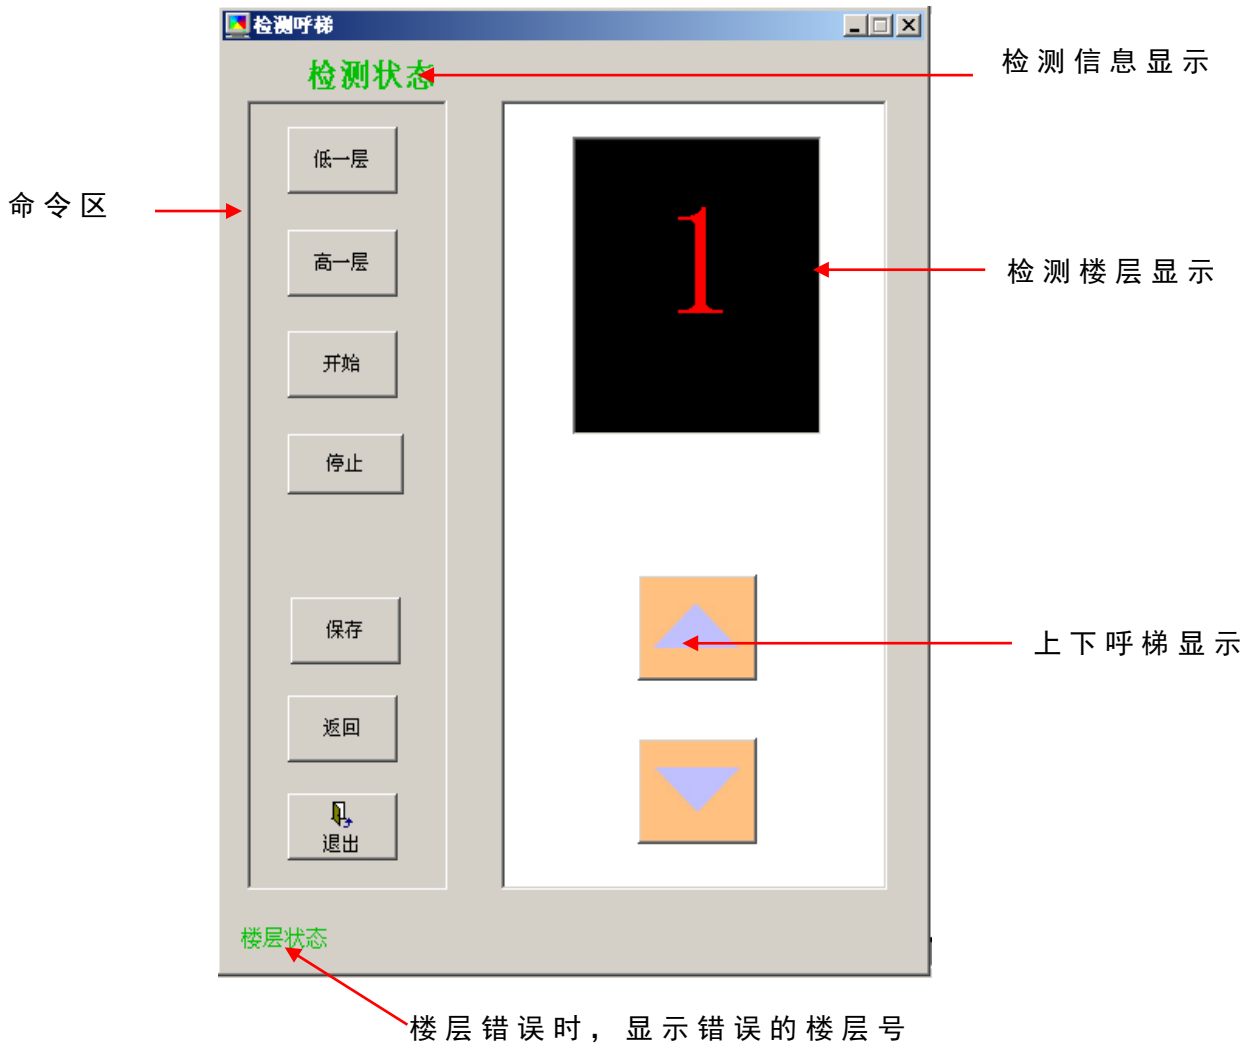 检测呼梯
检测状态
检测信息显示
低一层
命令区
高一层
1
检测楼层显示
开始
停止
保存
上下呼梯显示
返回
退出
楼层状态
楼层错误时，显示错误的楼层号